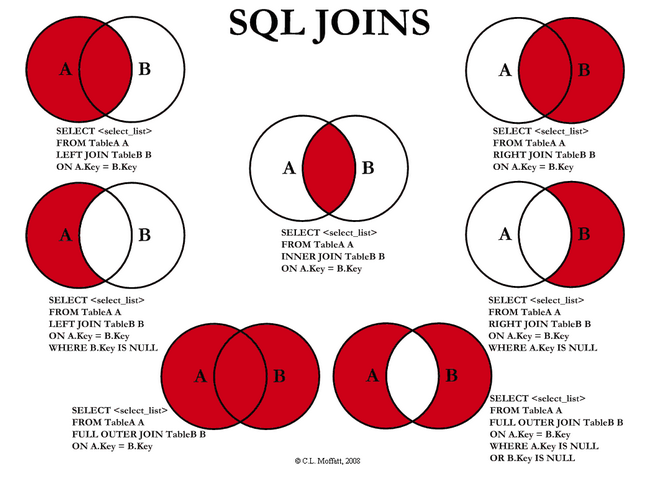 SQL JOINS
A
B
SELECT <select_list>
FROM TableA A
LEFT JOIN TableB B
ON A.Key = B.Key
A
B
SELECT <select_list>
FROM TableA A
RIGHT JOIN TableB B
ON A.Key = B.Key
A
B
SELECT <select_list>
FROM TableA A
INNER JOIN TableB B
ON A.Key = B.Key
A
B
SELECT <select_list>
FROM TableA A
LEFT JOIN TableB B
ON A.Key = B.Key
WHERE B.Key IS NULL
A
B
SELECT <select_list>
FROM TableA A
RIGHT JOIN TableB B
ON A.Key = B.Key
WHERE A.Key IS NULL
A
B
SELECT <select_list>
FROM TableA A
FULL OUTER JOIN TableB B
ON A.Key = B.Key
A
B
SELECT <select_list>
FROM TableA A
FULL OUTER JOIN TableB B
ON A.Key = B.Key
WHERE A.Key IS NULL
OR B.Key IS NULL
© C.L. Moffatt, 2008